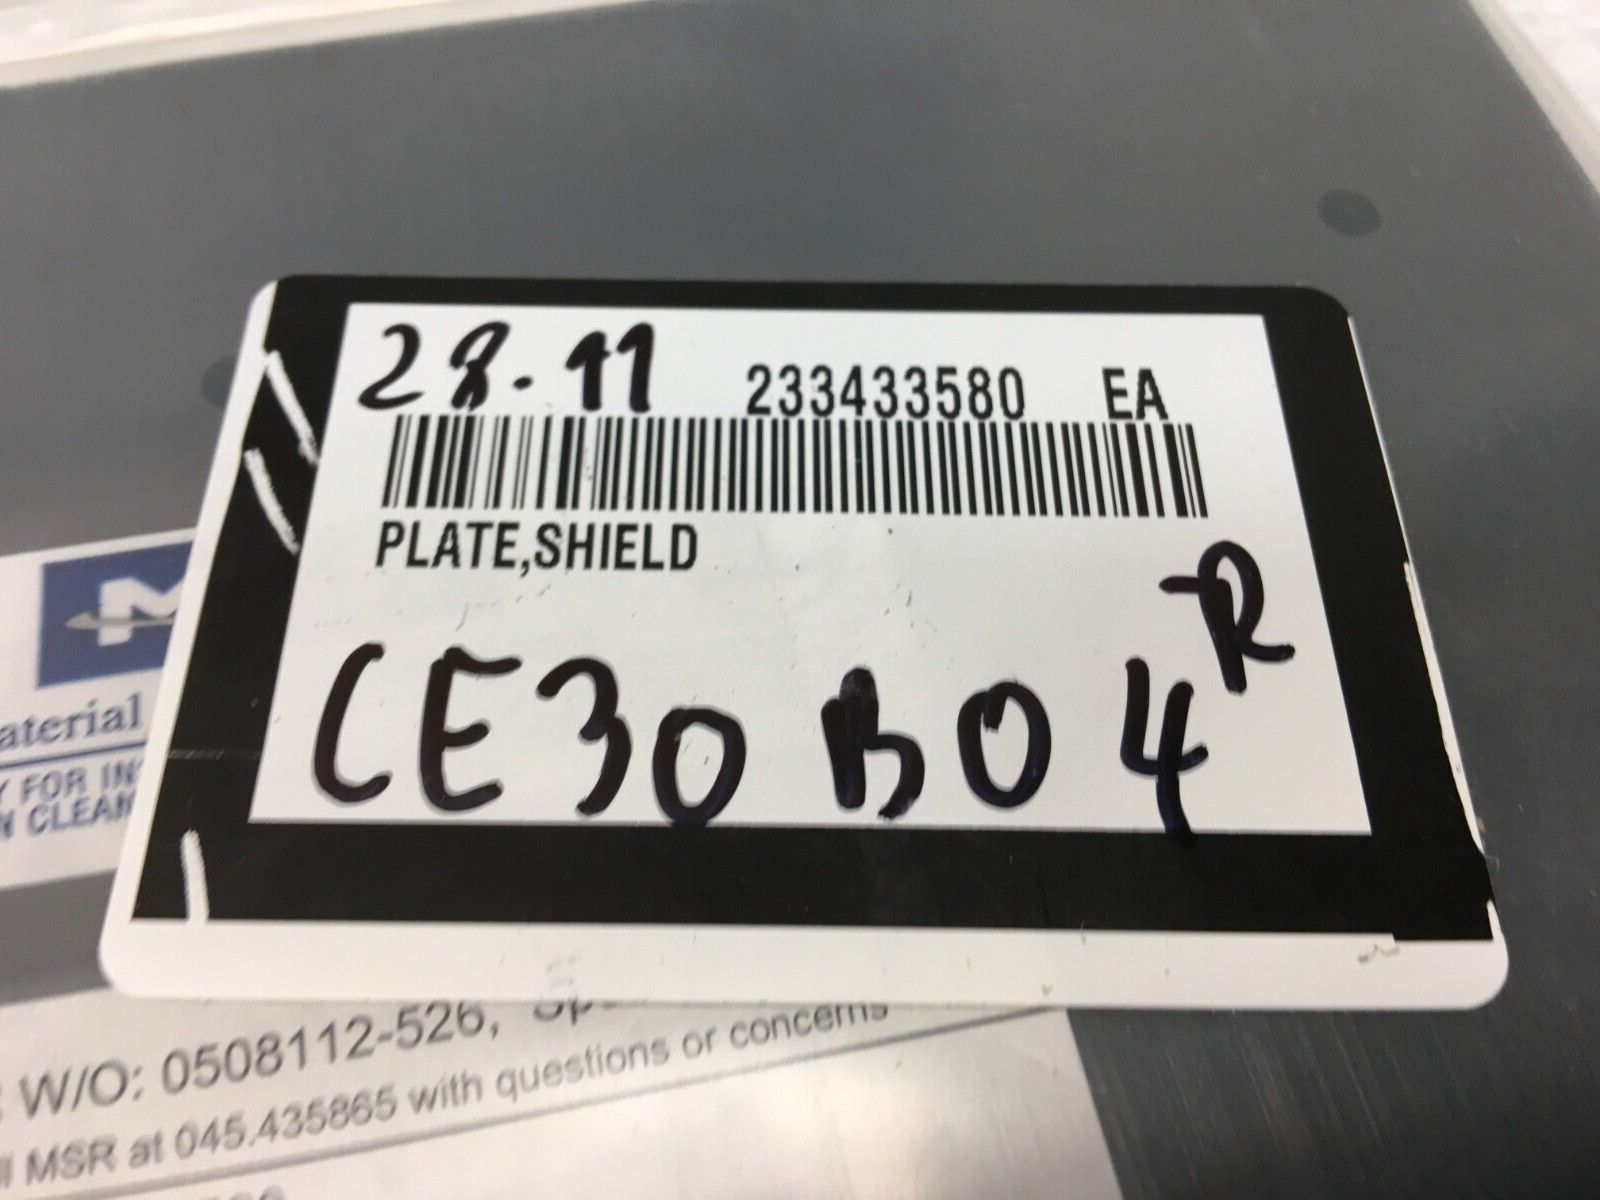 28.11 233433580 EA
PLATE,SHIELD
CE30B04 R
M
aterial
Y FOR IN
N CLEAN
W/O: 0508112-526,
MSR at 045.435865 with questions or concerns